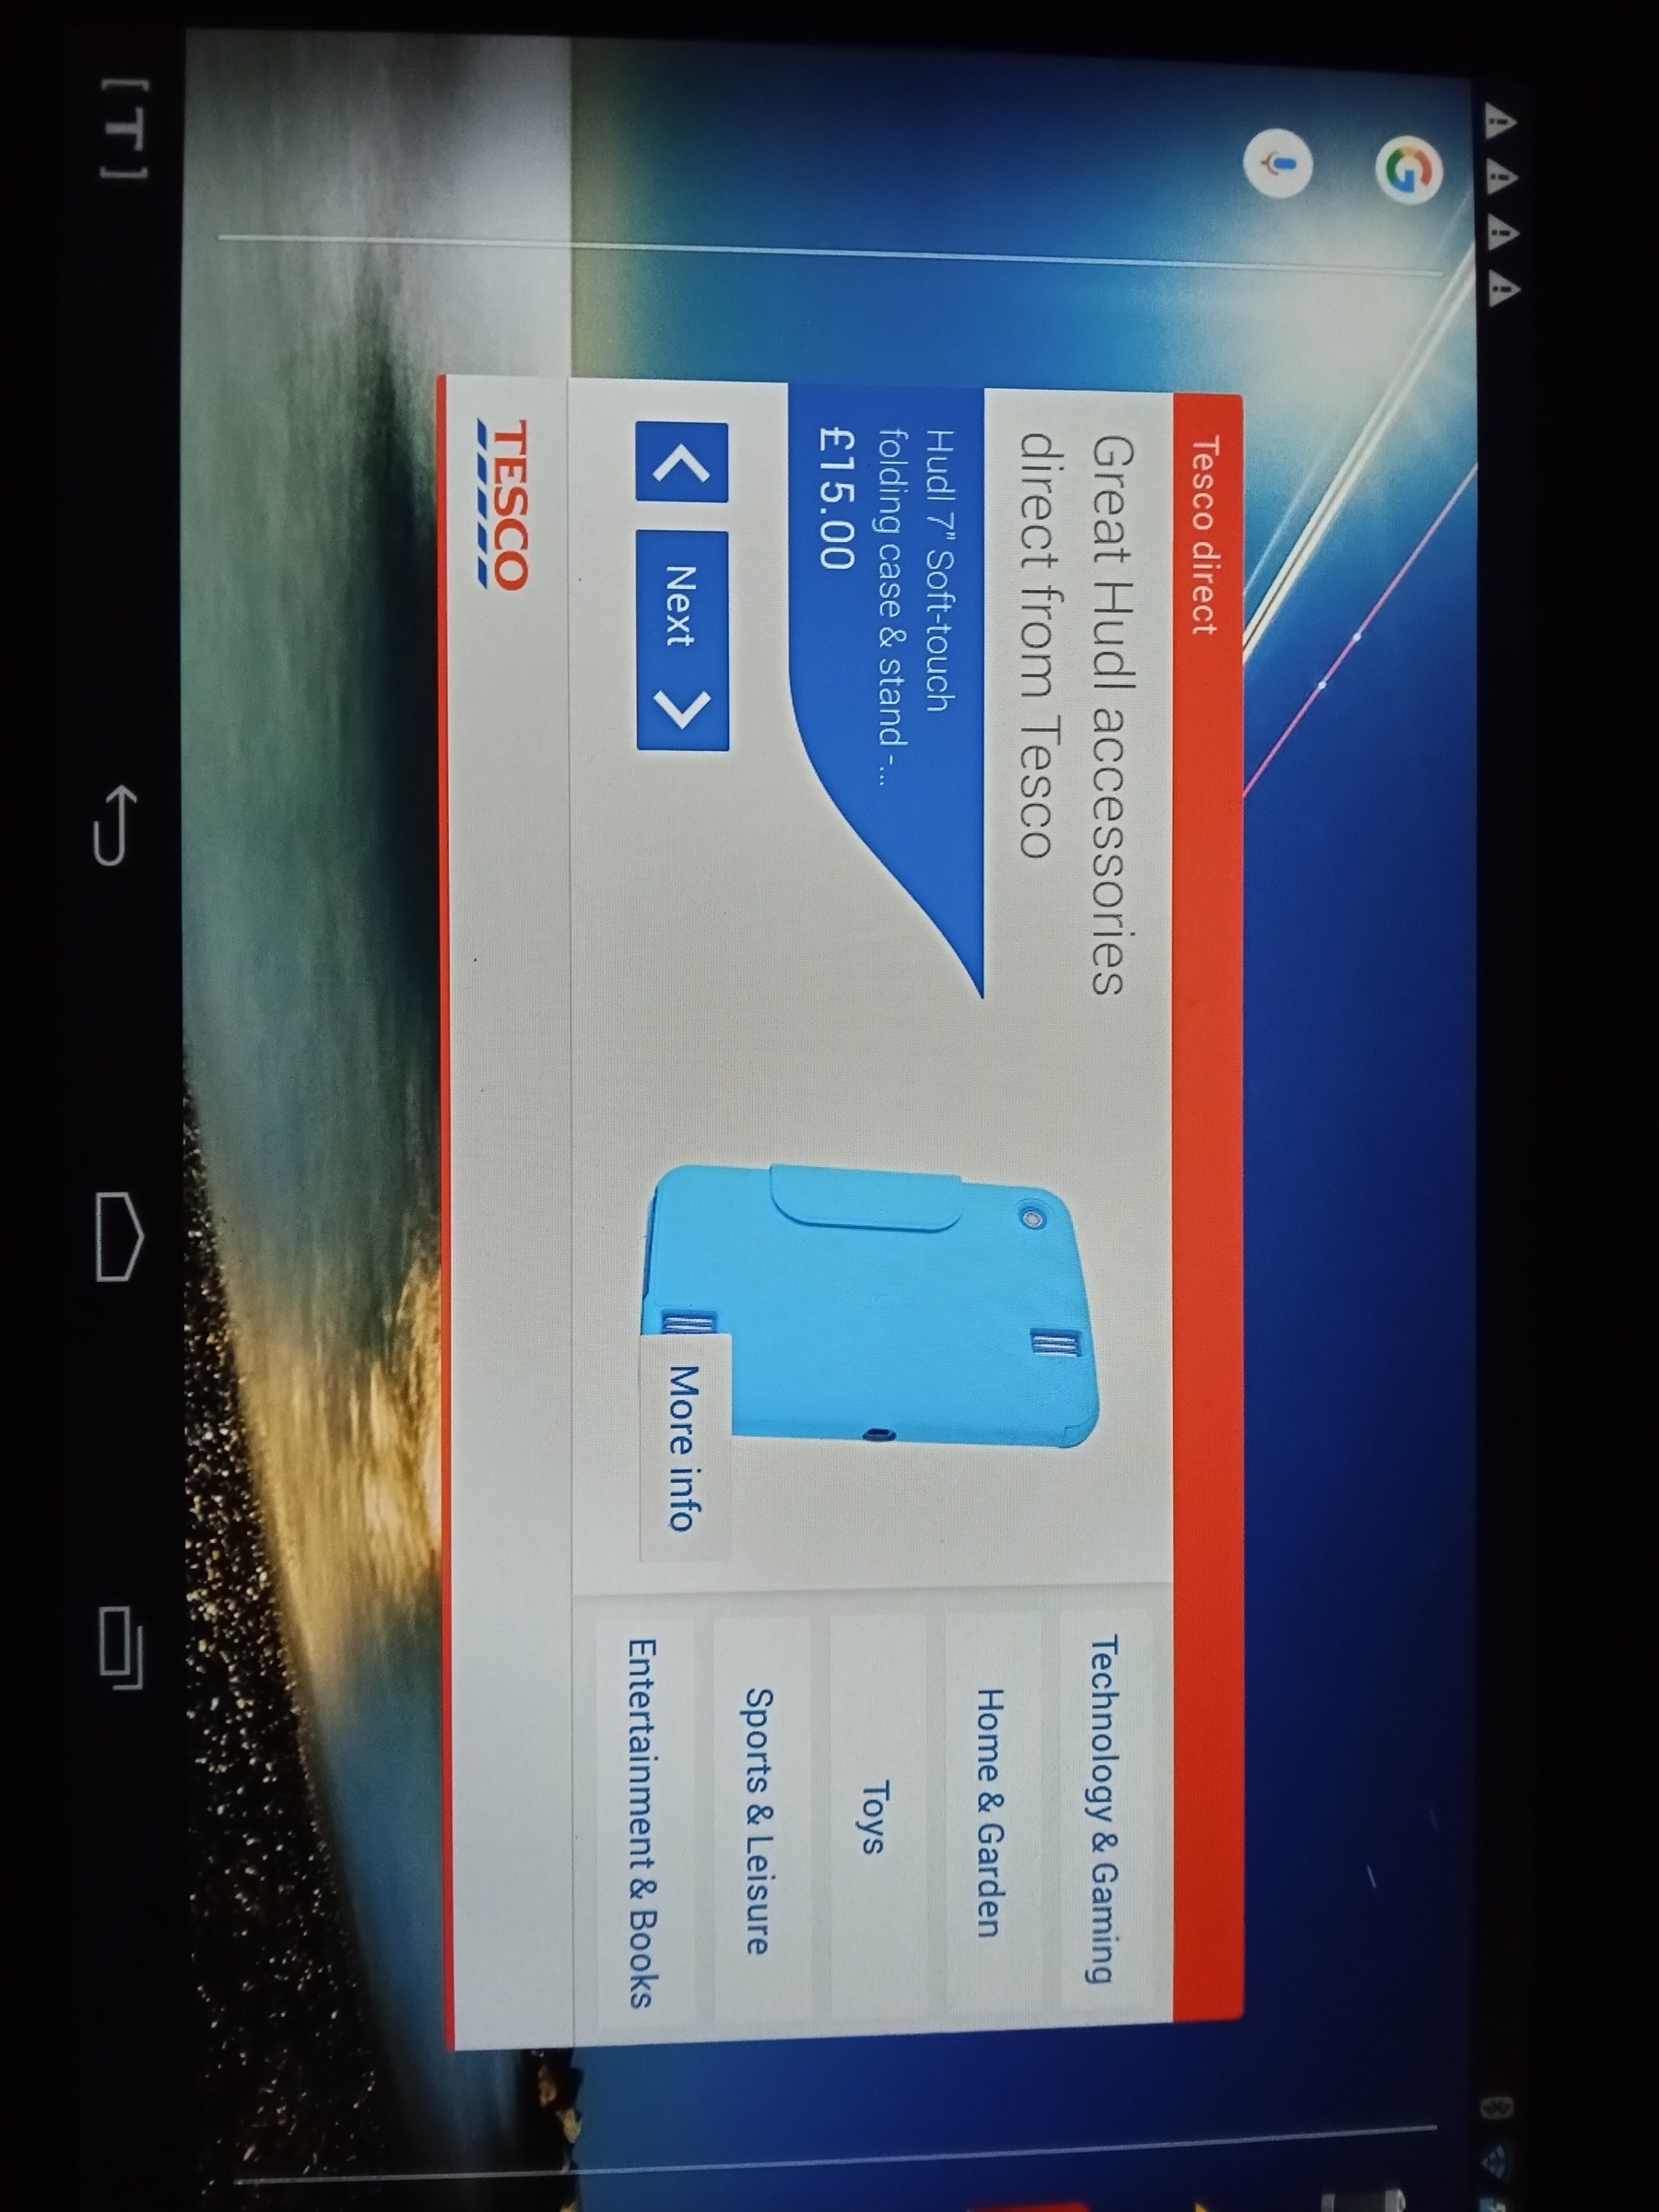 Tesco direct
Great Hudl accessories
direct from Tesco
Hudl 7" Soft-touch
folding case & stand -...
£15.00
Next
More info
Technology & Gaming
Home & Garden
Toys
Sports & Leisure
Entertainment & Books
TESCO
[ T ]